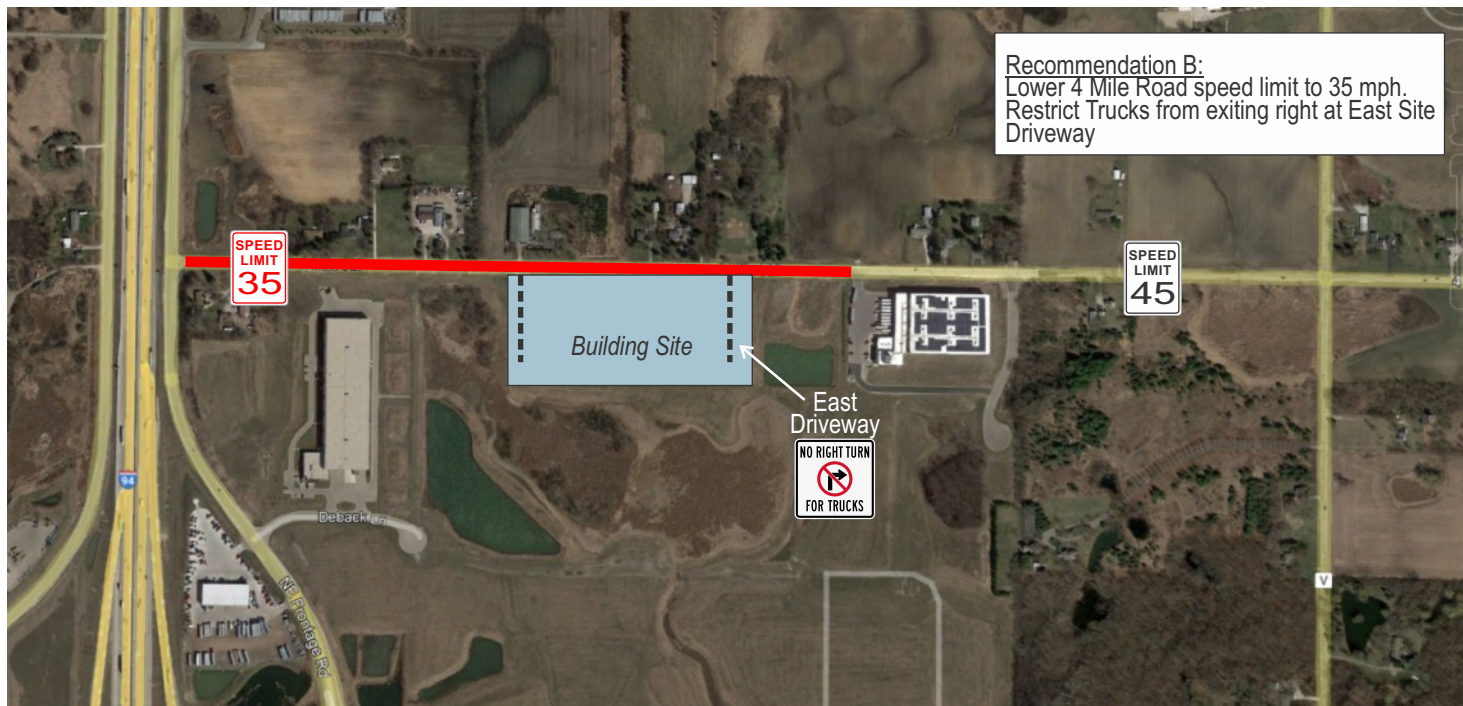 Recommendation B:
Lower 4 Mile Road speed limit to 35 mph.
Restrict Trucks from exiting right at East Site
Driveway
SPEED
LIMIT
35
SPEED
LIMIT
45
Building Site
East
Driveway
NO RIGHT TURN
FOR TRUCKS
94
Deback Ln
NE Frontage Rd
V
4